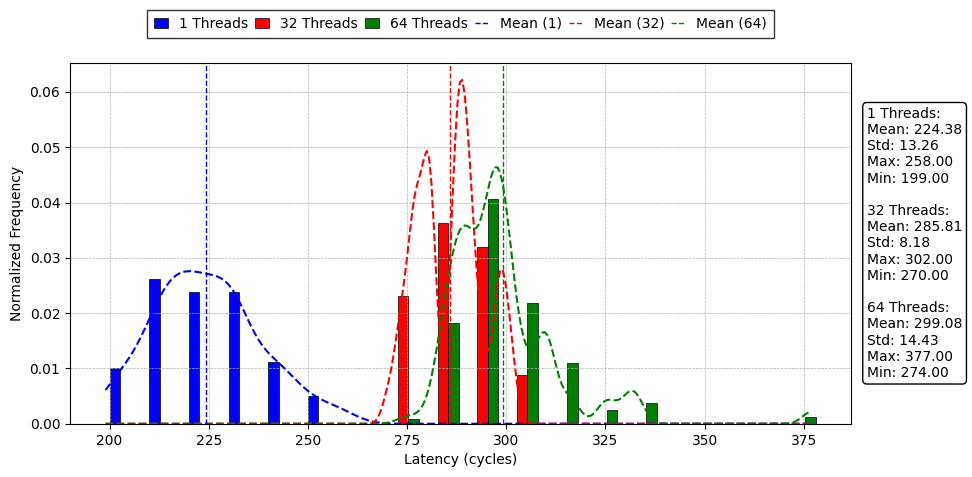 1 Threads 32 Threads 64 Threads Mean (1) Mean (32) Mean (64)
Normalized Frequency
0.06
0.05
0.04
0.03
0.02
0.01
0.00
200 225 250 275 300 325 350 375
Latency (cycles)
1 Threads:
Mean: 224.38
Std: 13.26
Max: 258.00
Min: 199.00
32 Threads:
Mean: 285.81
Std: 8.18
Max: 302.00
Min: 270.00
64 Threads:
Mean: 299.08
Std: 14.43
Max: 377.00
Min: 274.00